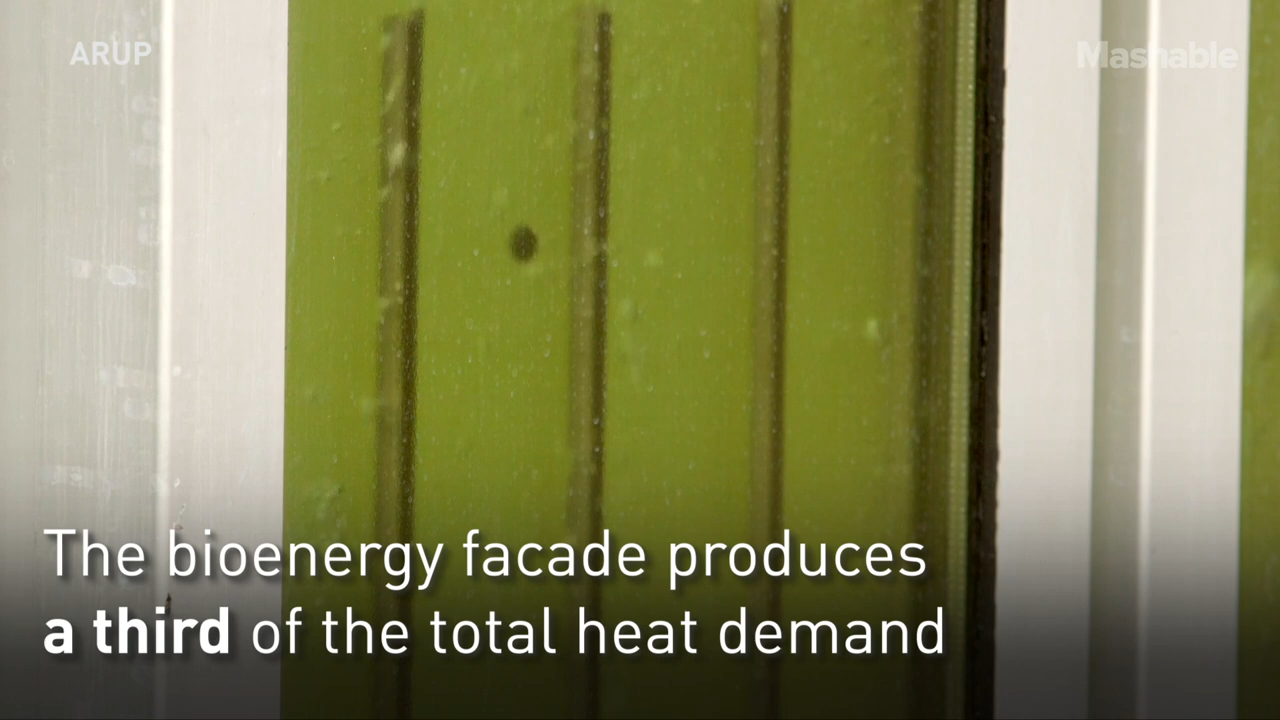 ARUP
Mashable
The bioenergy facade produces
a third of the total heat demand